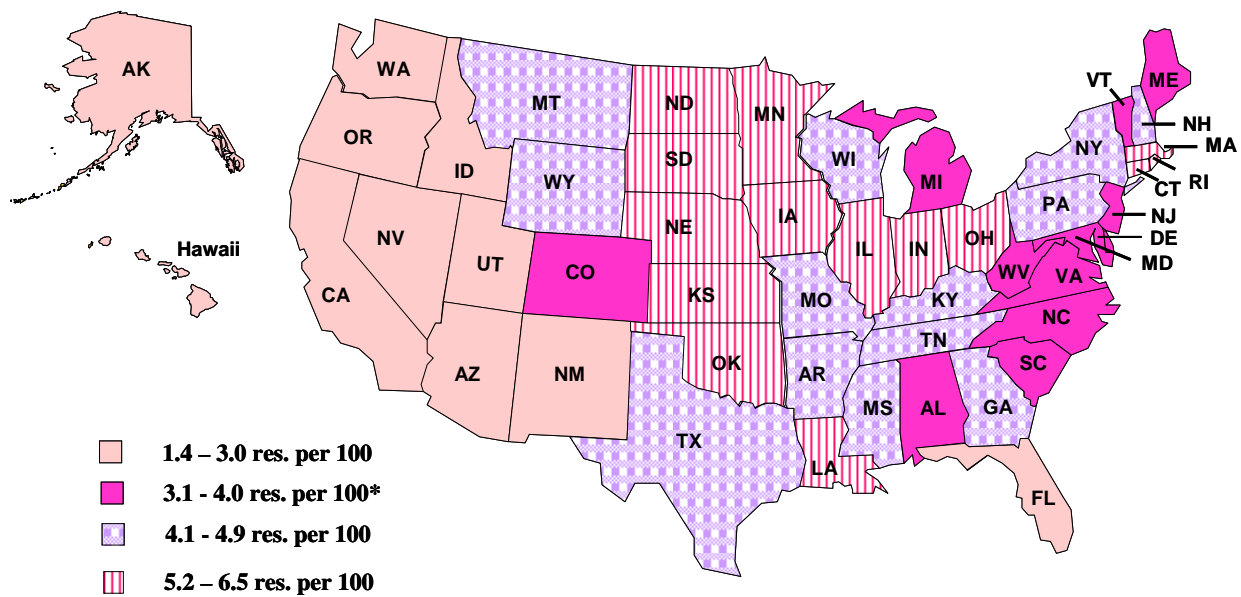 AK
WA
MT
ND
MN
VT
ME
OR
ID
SD
WI
NY
NH
MA
WY
MI
RI
CT
NE
IA
PA
NJ
Hawaii
NV
UT
CO
IL
IN
OH
DE
MD
WV
VA
CA
KS
MO
KY
NC
TN
AZ
NM
OK
AR
SC
MS
AL
GA
TX
LA
FL
1.4 – 3.0 res. per 100
3.1 - 4.0 res. per 100*
4.1 - 4.9 res. per 100
5.2 – 6.5 res. per 100